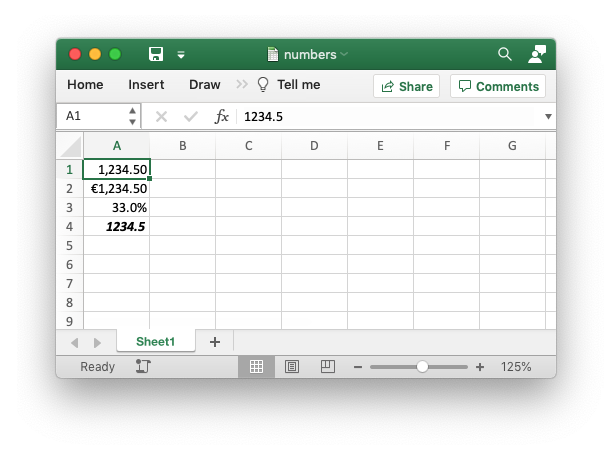 numbers
Home Insert Draw >> Tell me Share Comments
A1 fx 1234.5
A B C D E F G
1 1,234.50
2 €1,234.50
3 33.0%
4 1234.5
5
6
7
8
9
Sheet1 +
Ready - + 125%